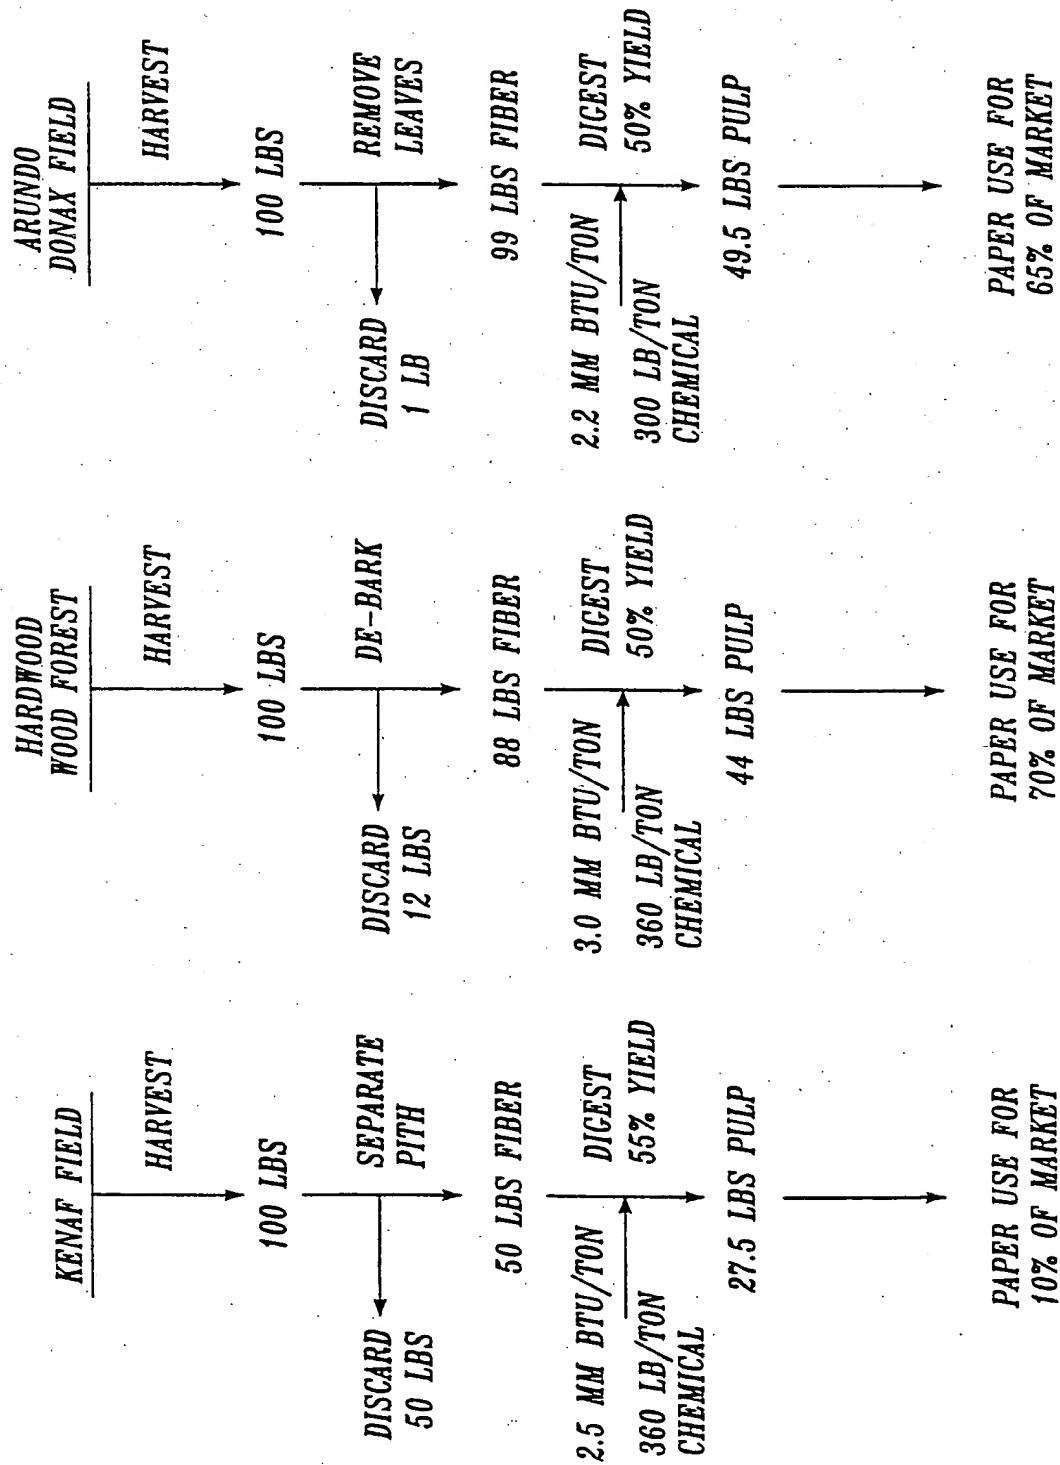 KENAF FIELD
HARVEST
100 LBS
SEPARATE
PITH
DISCARD
50 LBS
50 LBS FIBER
2.5 MM BTU/TON
360 LB/TON
CHEMICAL
DIGEST
55% YIELD
27.5 LBS PULP
PAPER USE FOR
10% OF MARKET
HARDWOOD
WOOD FOREST
HARVEST
100 LBS
DE-BARK
DISCARD
12 LBS
88 LBS FIBER
3.0 MM BTU/TON
360 LB/TON
CHEMICAL
DIGEST
50% YIELD
44 LBS PULP
PAPER USE FOR
70% OF MARKET
ARUNDO
DONAX FIELD
HARVEST
100 LBS
REMOVE
LEAVES
DISCARD
1 LB
99 LBS FIBER
2.2 MM BTU/TON
300 LB/TON
CHEMICAL
DIGEST
50% YIELD
49.5 LBS PULP
PAPER USE FOR
65% OF MARKET